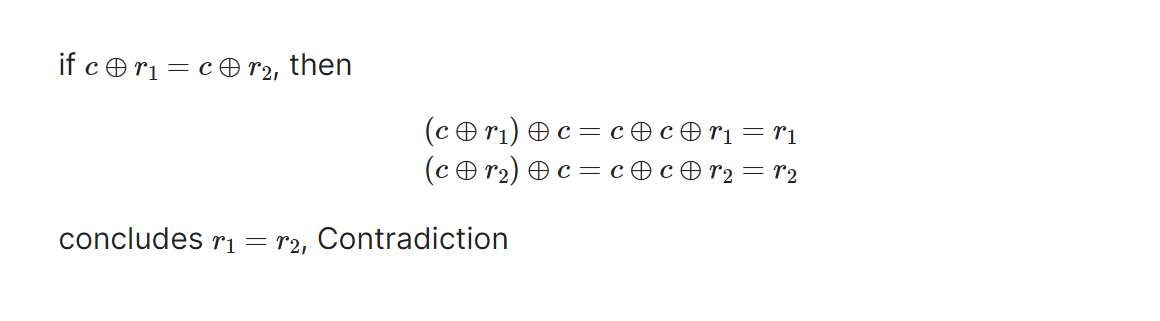 if c ⊕ r₁ = c ⊕ r₂, then
(c ⊕ r₁) ⊕ c = c ⊕ c ⊕ r₁ = r₁
(c ⊕ r₂) ⊕ c = c ⊕ c ⊕ r₂ = r₂
concludes r₁ = r₂, Contradiction